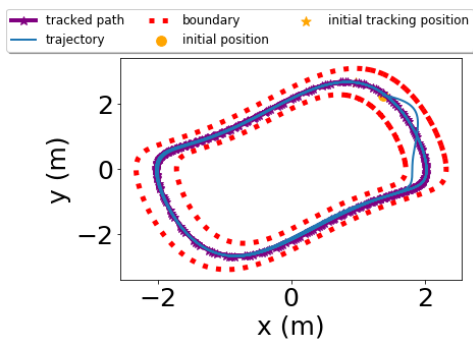 tracked path boundary initial tracking position
trajectory initial position
2
0
−2
y (m)
−2 0 2
x (m)